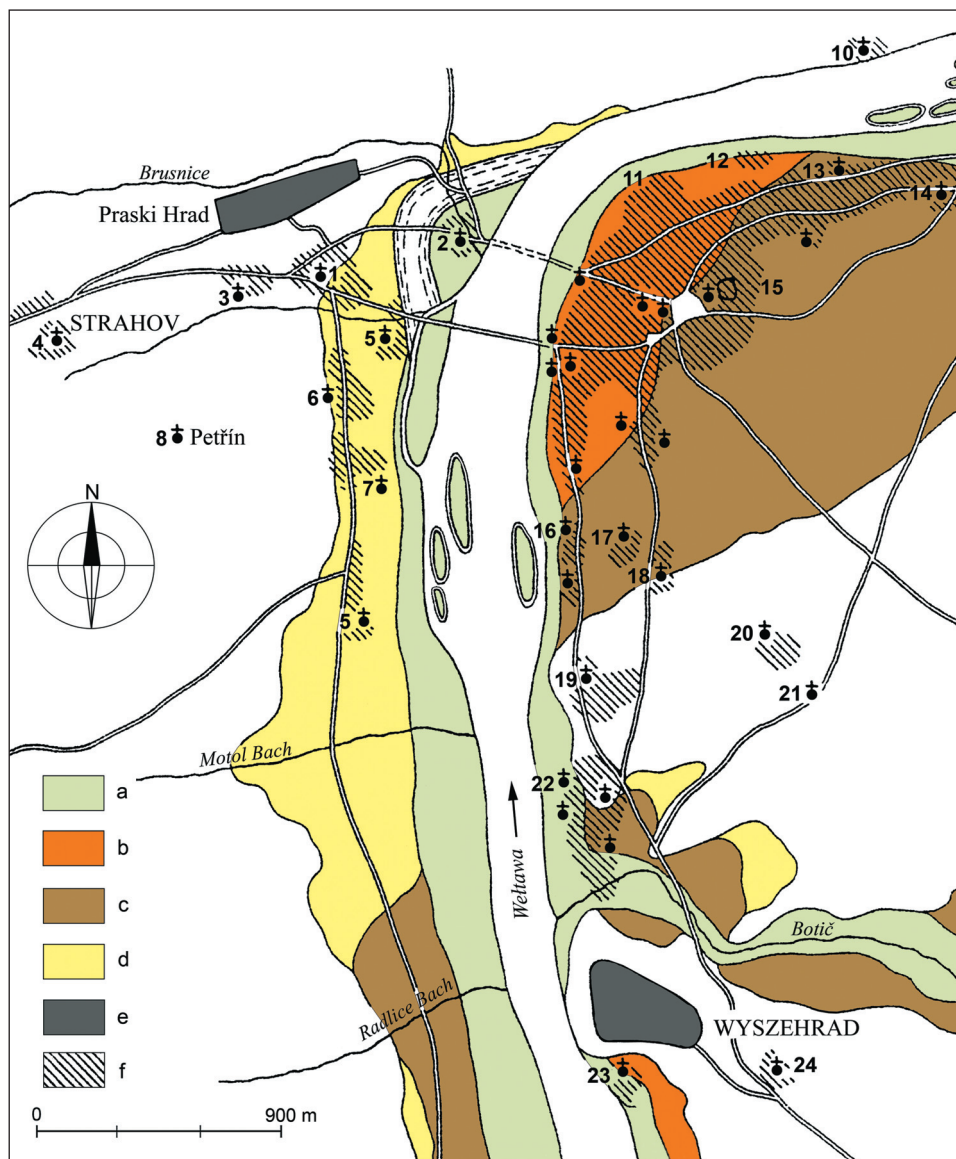 10
Brusnice
12
11
13
Praski Hrad
14
2
1
3
15
STRAHOV
4
5
6
8 Petřín
7
N
16
17
18
5
20
19
21
Motol Bach
22
a
b
Wełtawa
c
Botič
d
e
Radlice Bach
WYSZEHRAD
f
23
24
0 900 m